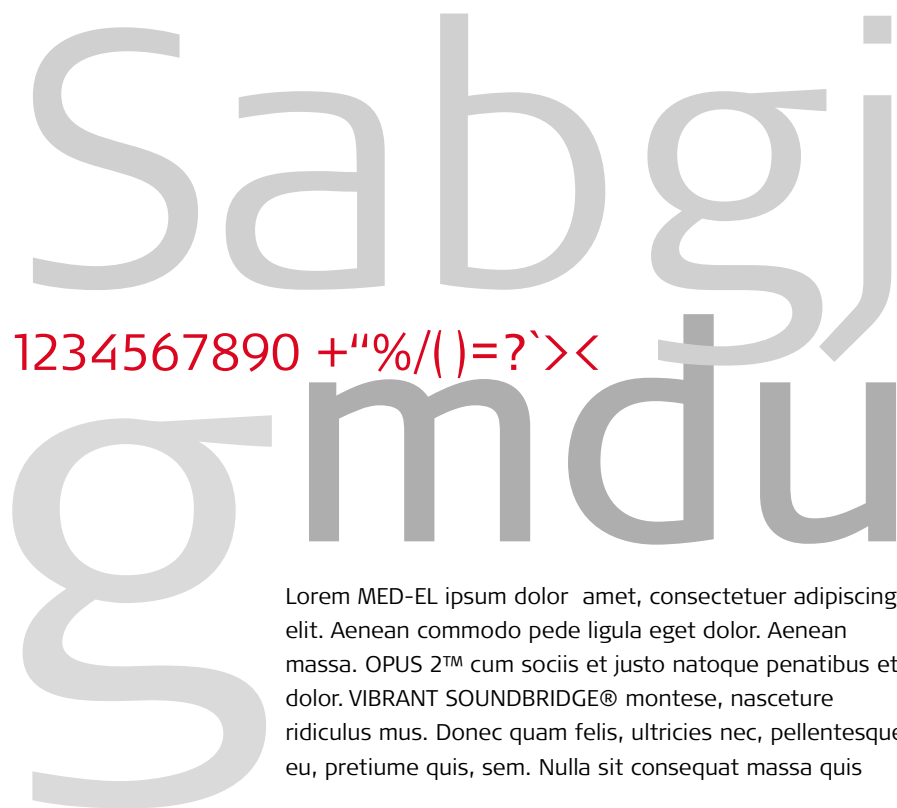 Sabgj
1234567890 +“%/( )=?`><
mdu
g
Lorem MED-EL ipsum dolor  amet, consectetuer adipiscing
elit. Aenean commodo pede ligula eget dolor. Aenean
massa. OPUS 2™ cum sociis et justo natoque penatibus et
dolor. VIBRANT SOUNDBRIDGE® montese, nasceture
ridiculus mus. Donec quam felis, ultricies nec, pellentesque
eu, pretiume quis, sem. Nulla sit consequat massa quis